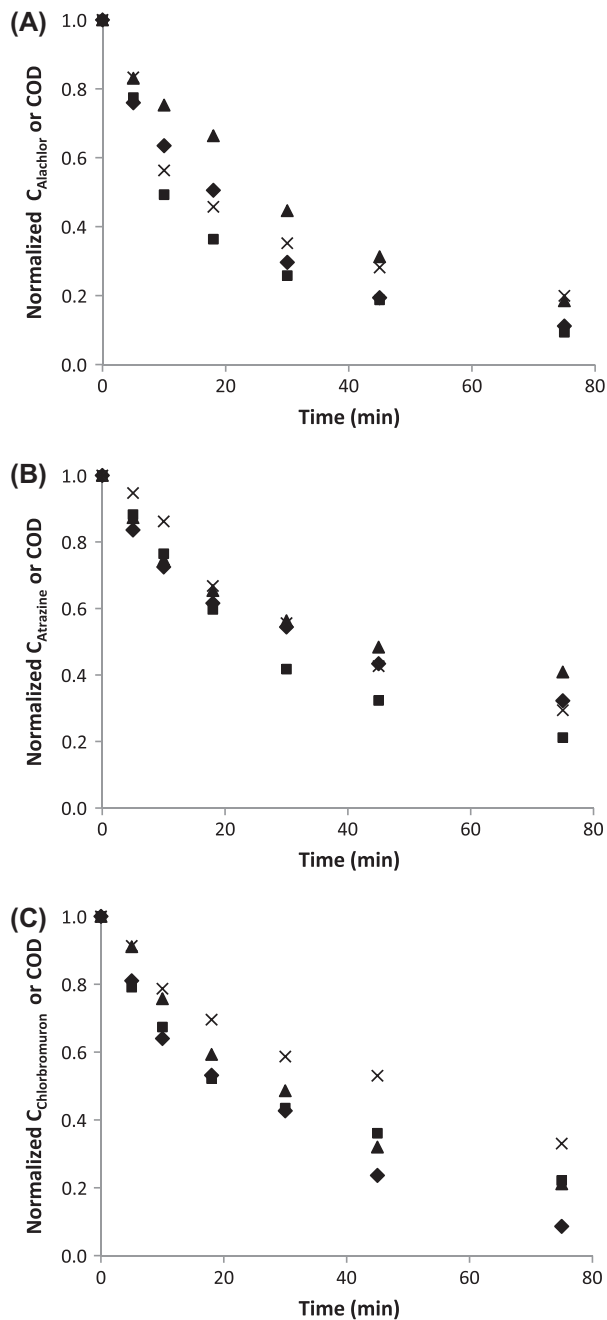 (A)
Normalized C_Alachlor or COD
1.0
0.8
0.6
0.4
0.2
0.0
0 20 40 60 80
Time (min)
(B)
Normalized C_Atrazine or COD
1.0
0.8
0.6
0.4
0.2
0.0
0 20 40 60 80
Time (min)
(C)
Normalized C_Chlorbromuron or COD
1.0
0.8
0.6
0.4
0.2
0.0
0 20 40 60 80
Time (min)